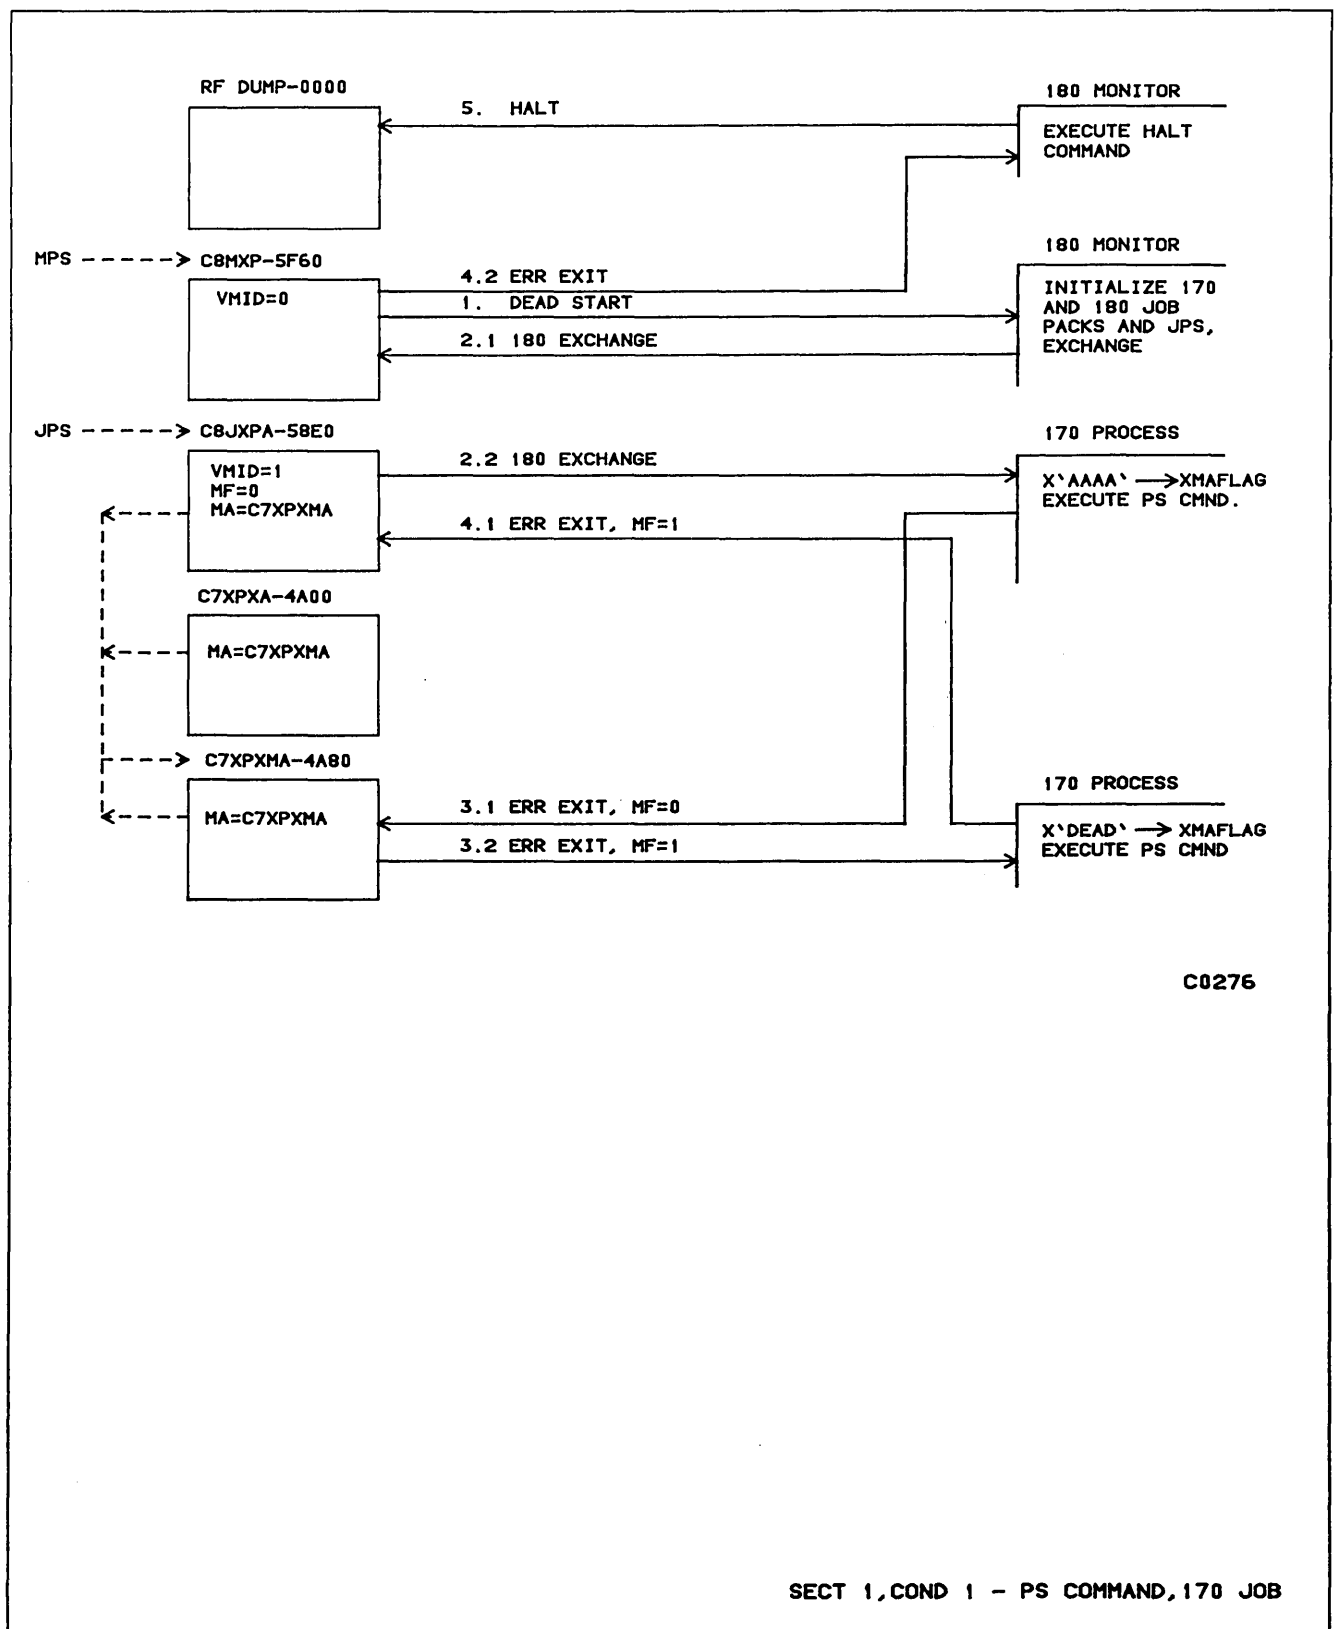 RF DUMP-0000
5. HALT
180 MONITOR
EXECUTE HALT
COMMAND
MPS
C8MXP-5F60
VMID=0
4.2 ERR EXIT
1. DEAD START
2.1 180 EXCHANGE
180 MONITOR
INITIALIZE 170
AND 180 JOB
PACKS AND JPS,
EXCHANGE
JPS
C8JXPA-58E0
VMID=1
MF=0
MA=C7XPXMA
2.2 180 EXCHANGE
4.1 ERR EXIT, MF=1
170 PROCESS
X`AAAA` → XMAFLAG
EXECUTE PS CMND.
C7XPXA-4A00
MA=C7XPXMA
C7XPXMA-4A80
MA=C7XPXMA
3.1 ERR EXIT, MF=0
3.2 ERR EXIT, MF=1
170 PROCESS
X`DEAD` → XMAFLAG
EXECUTE PS CMND
C0276
SECT 1,COND 1 - PS COMMAND,170 JOB